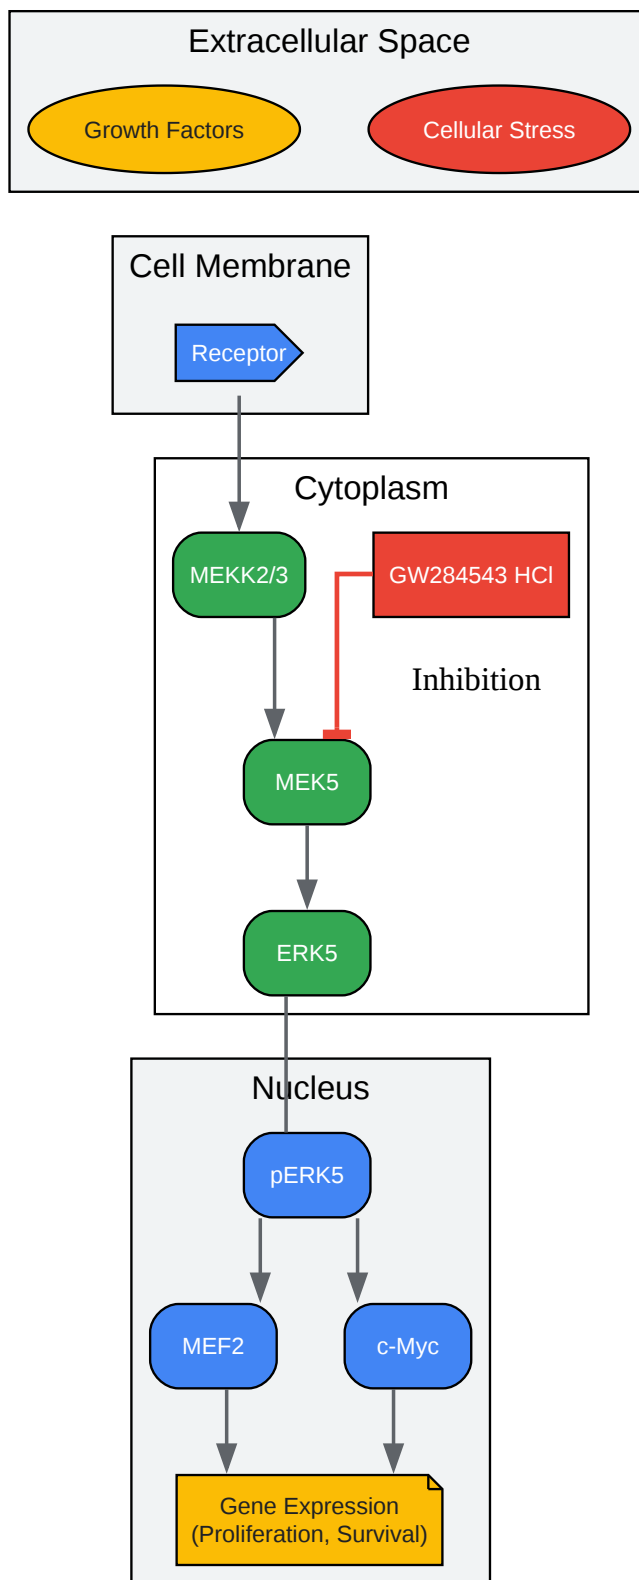 Extracellular Space
Growth Factors
Cellular Stress
Cell Membrane
Receptor
Cytoplasm
MEKK2/3
GW284543 HCl
Inhibition
MEK5
ERK5
Nucleus
pERK5
MEF2
c-Myc
Gene Expression
(Proliferation, Survival)